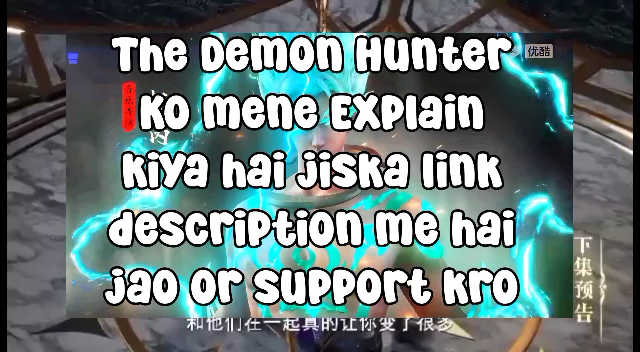 The Demon Hunter
ko mene Explain
kiya hai jiska link
description me hai
jao or support kro
优酷
下集预告
和他们在一起真的让你变了很多